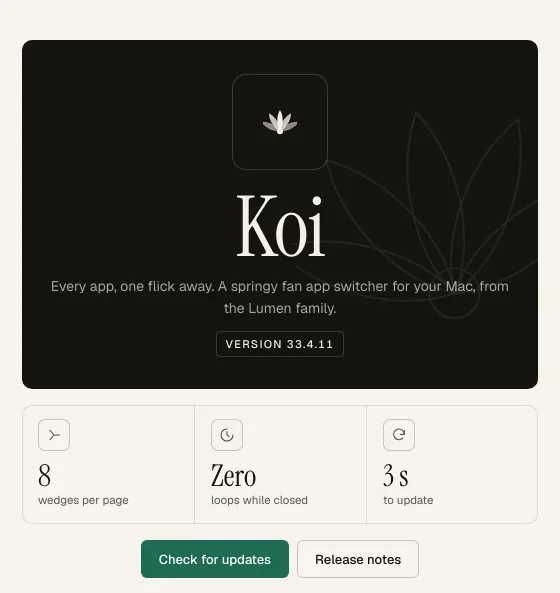 Koi
Every app, one flick away. A springy fan app switcher for your Mac, from
the Lumen family.
VERSION 33.4.11
8
wedges per page
Zero
loops while closed
3 s
to update
Check for updates
Release notes